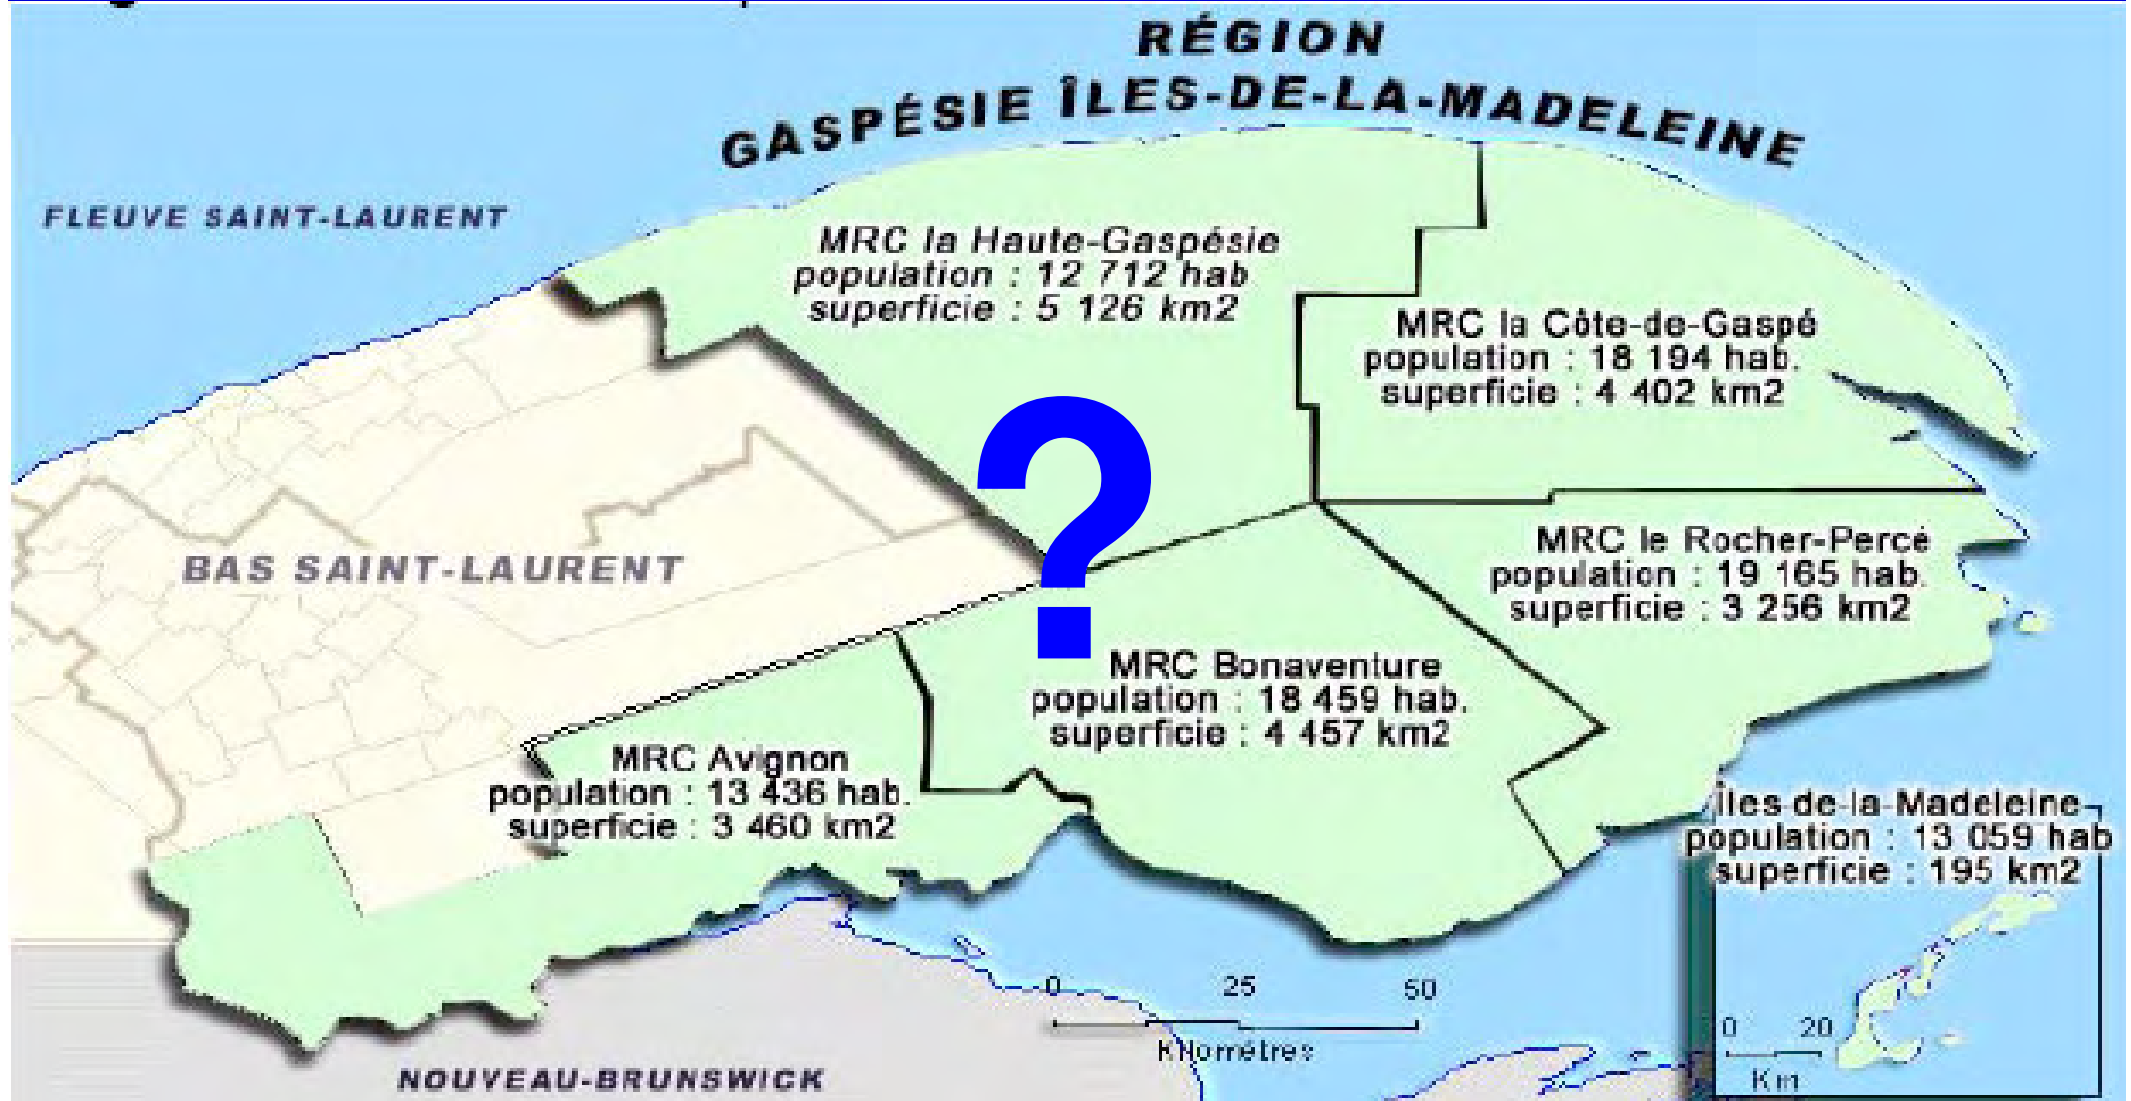 RÉGION
GASPÉSIE ÎLES-DE-LA-MADELEINE
FLEUVE SAINT-LAURENT
MRC la Haute-Gaspésie
population : 12 712 hab
superficie : 5 126 km2
MRC la Côte-de-Gaspé
population : 18 194 hab.
superficie : 4 402 km2
?
MRC le Rocher-Percé
population : 19 165 hab.
superficie : 3 256 km2
BAS SAINT-LAURENT
MRC Bonaventure
population : 18 459 hab.
superficie : 4 457 km2
MRC Avignon
population : 13 436 hab.
superficie : 3 460 km2
Îles-de-la-Madeleine
population : 13 059 hab
superficie : 195 km2
0 25 50
Kilomètres
0 20
Km
NOUVEAU-BRUNSWICK